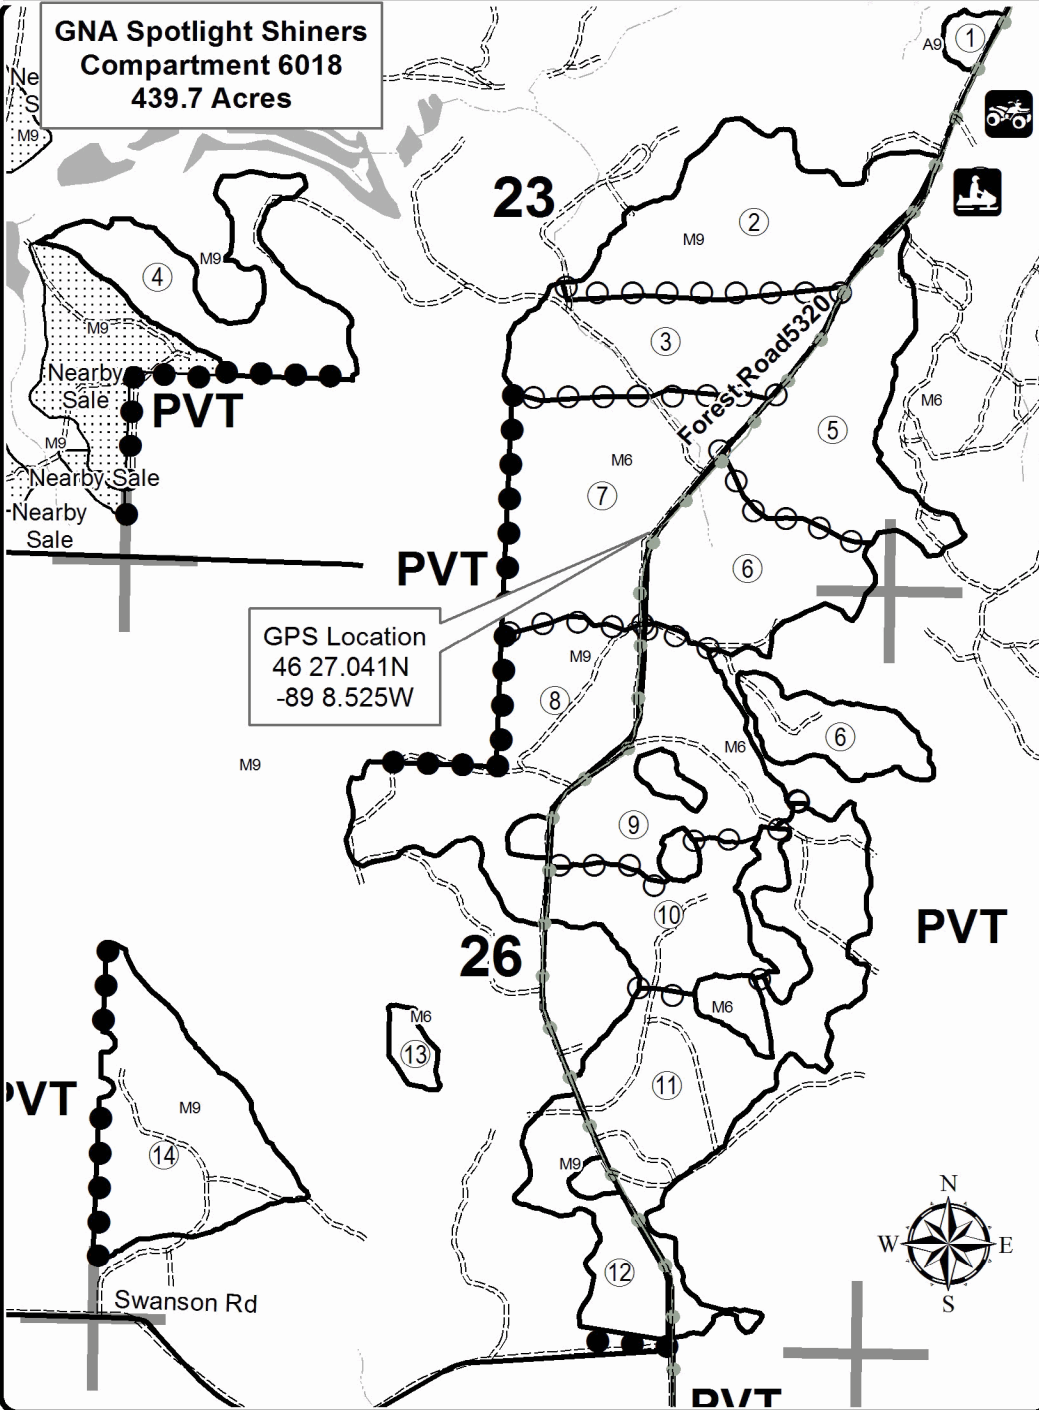 GNA Spotlight Shiners
Compartment 6018
439.7 Acres
Ne
S
M9
A9
1
23
2
M9
4
M9
M9
3
Forest Road5320
Nearby
Sale
PVT
M6
5
M9
M6
7
Nearby Sale
Nearby
Sale
PVT
6
GPS Location
46 27.041N
-89 8.525W
M9
8
M6
6
M9
9
10
PVT
26
M6
M6
13
11
PVT
M9
14
M9
N
W
E
S
12
Swanson Rd
PVT